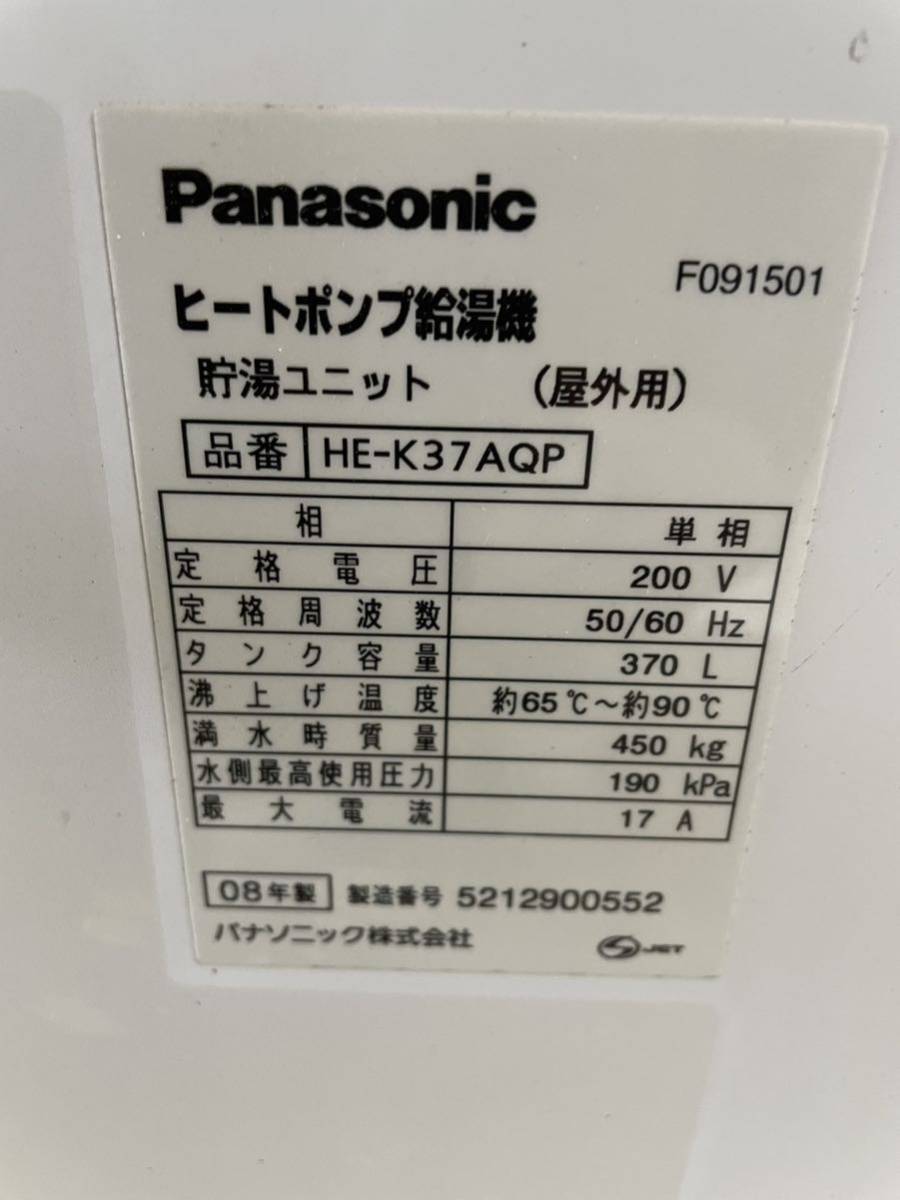 Panasonic
F091501
ヒートポンプ給湯機
貯湯ユニット (屋外用)
品番 HE-K37AQP
相 単相
定格電圧 200 V
定格周波数 50/60 Hz
タンク容量 370 L
沸上げ温度 約65℃～約90℃
満水時質量 450 kg
水側最高使用圧力 190 kPa
最大電流 17 A
08年製 製造番号 5212900552
パナソニック株式会社 JET